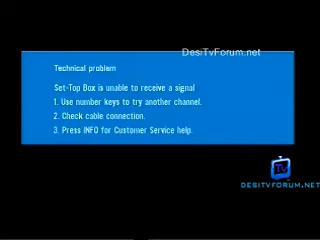 DesiTvForum.net
Technical problem
Set-Top Box is unable to receive a signal
1. Use number keys to try another channel.
2. Check cable connection.
3. Press INFO for Customer Service help.
TV
DESITVFORUM.NET